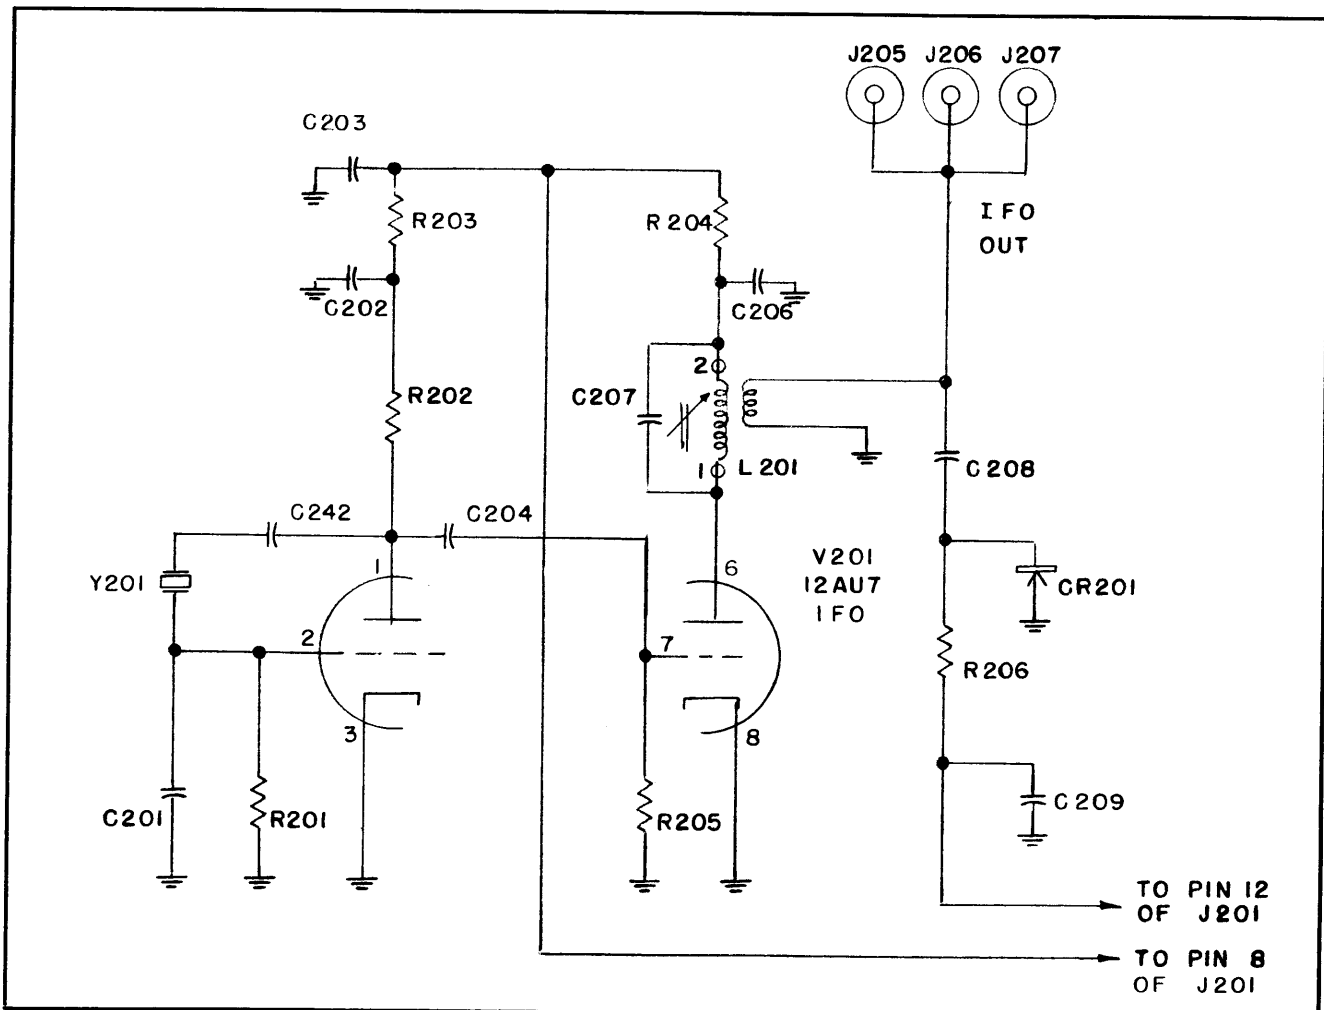 J205 J206 J207
C203
IFO
OUT
R203
R204
C202
C206
2
R202
C207
1
L201
C208
C242
C204
Y201
1
6
V201
12AU7
IFO
CR201
2
7
R206
3
8
C201
R201
R205
C209
TO PIN 12
OF J201
TO PIN 8
OF J201